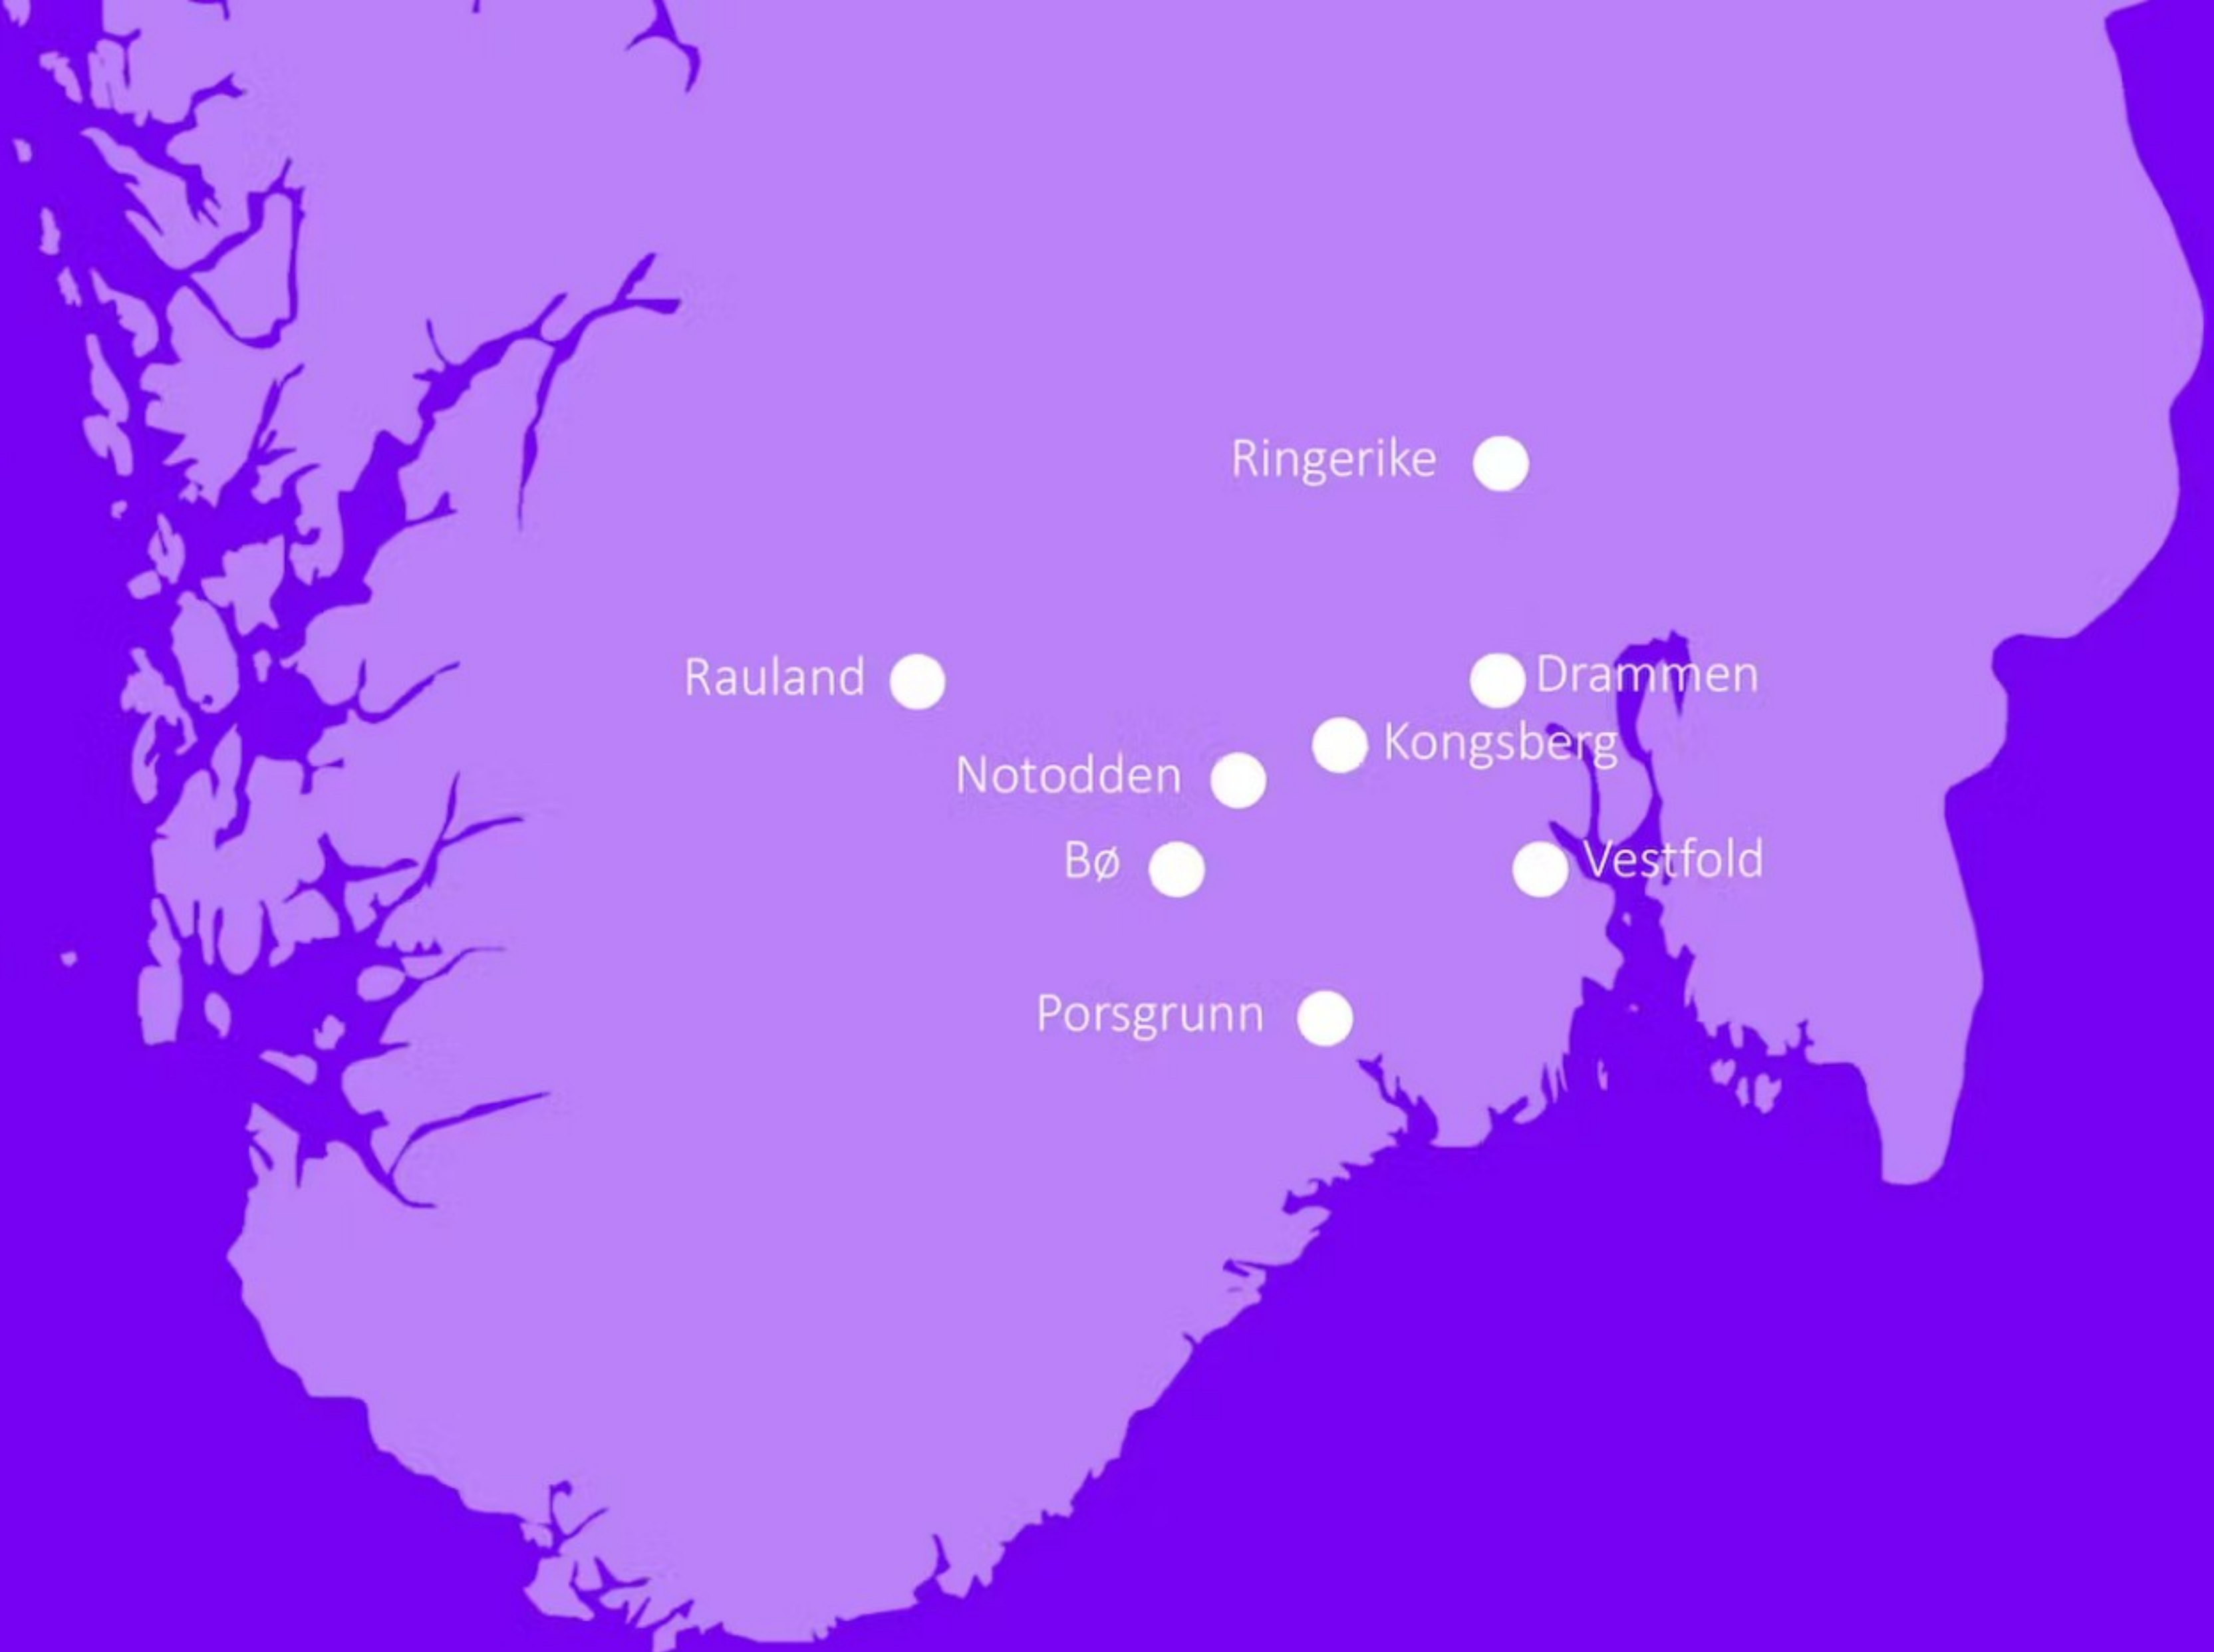 Ringerike
Rauland
Drammen
Kongsberg
Notodden
Bø
Vestfold
Porsgrunn